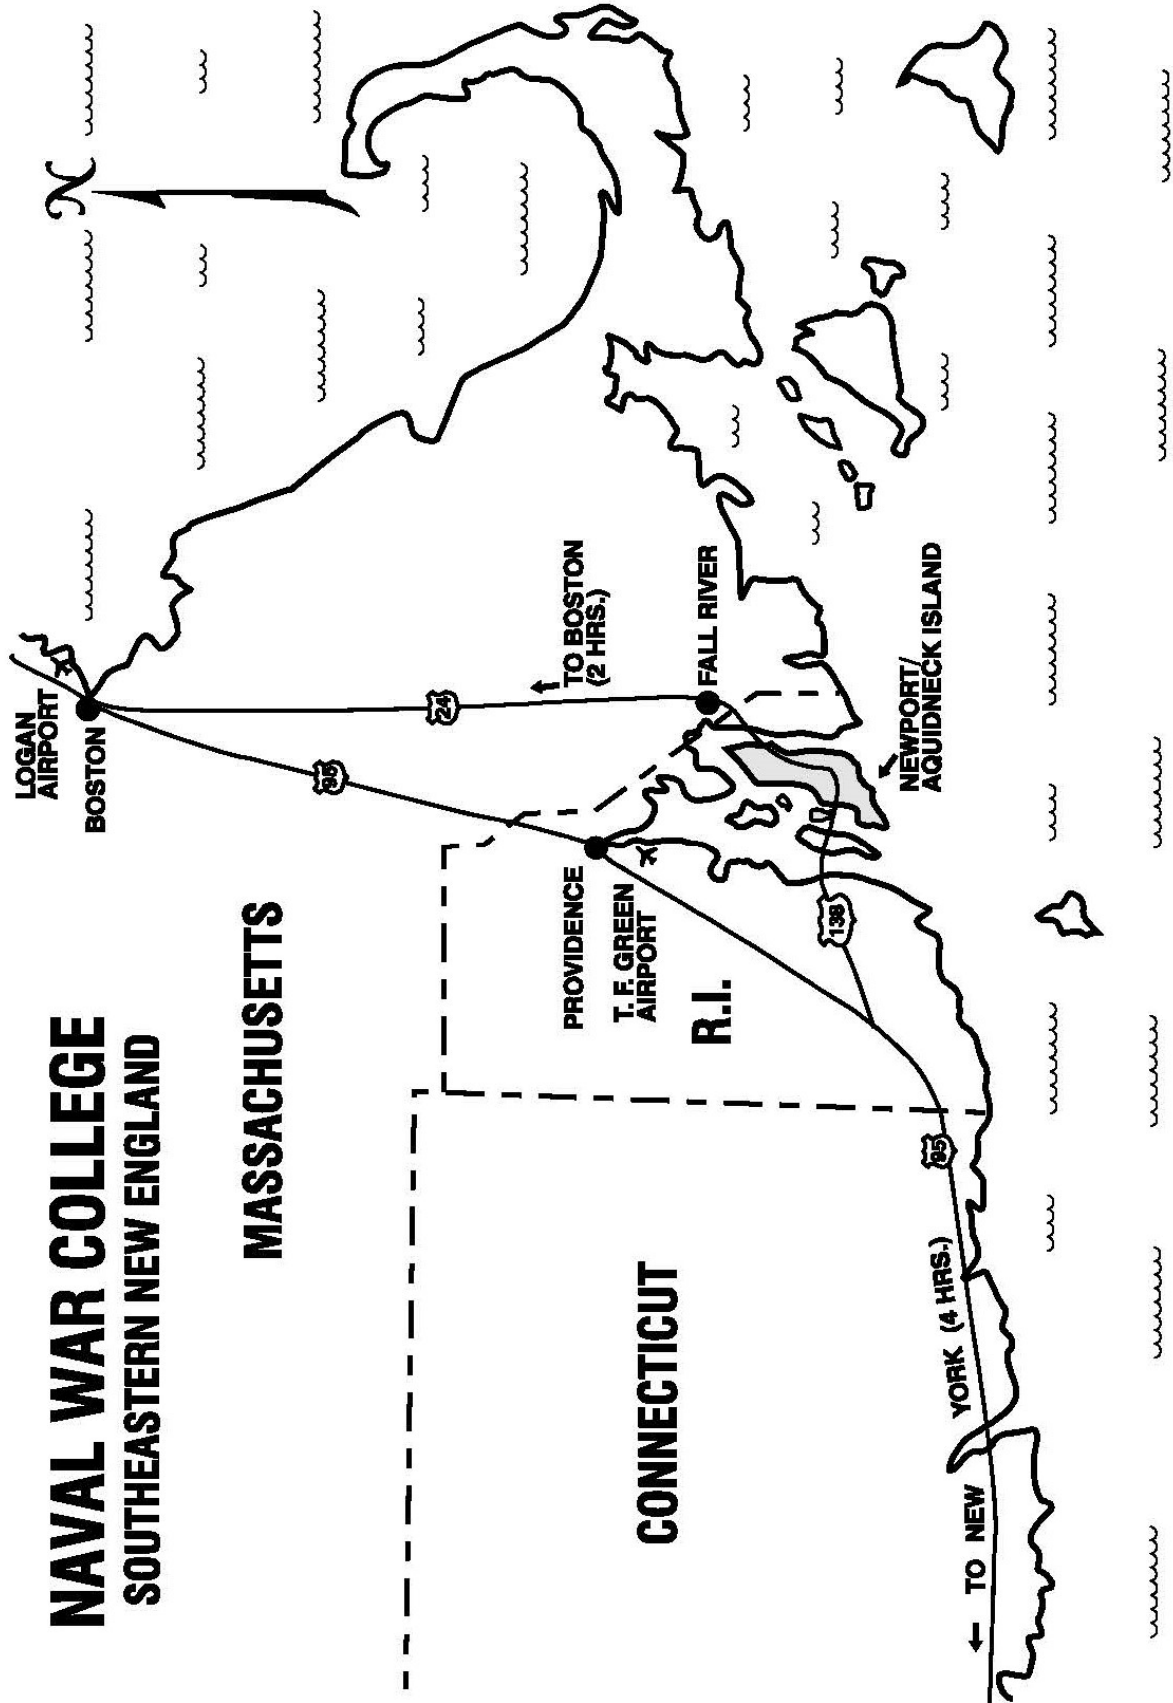 NAVAL WAR COLLEGE
SOUTHEASTERN NEW ENGLAND
N
LOGAN
AIRPORT
BOSTON
MASSACHUSETTS
95
24
TO BOSTON
(2 HRS.)
PROVIDENCE
FALL RIVER
T. F. GREEN
AIRPORT
R.I.
CONNECTICUT
138
NEWPORT/
AQUIDNECK ISLAND
95
TO NEW YORK (4 HRS.)